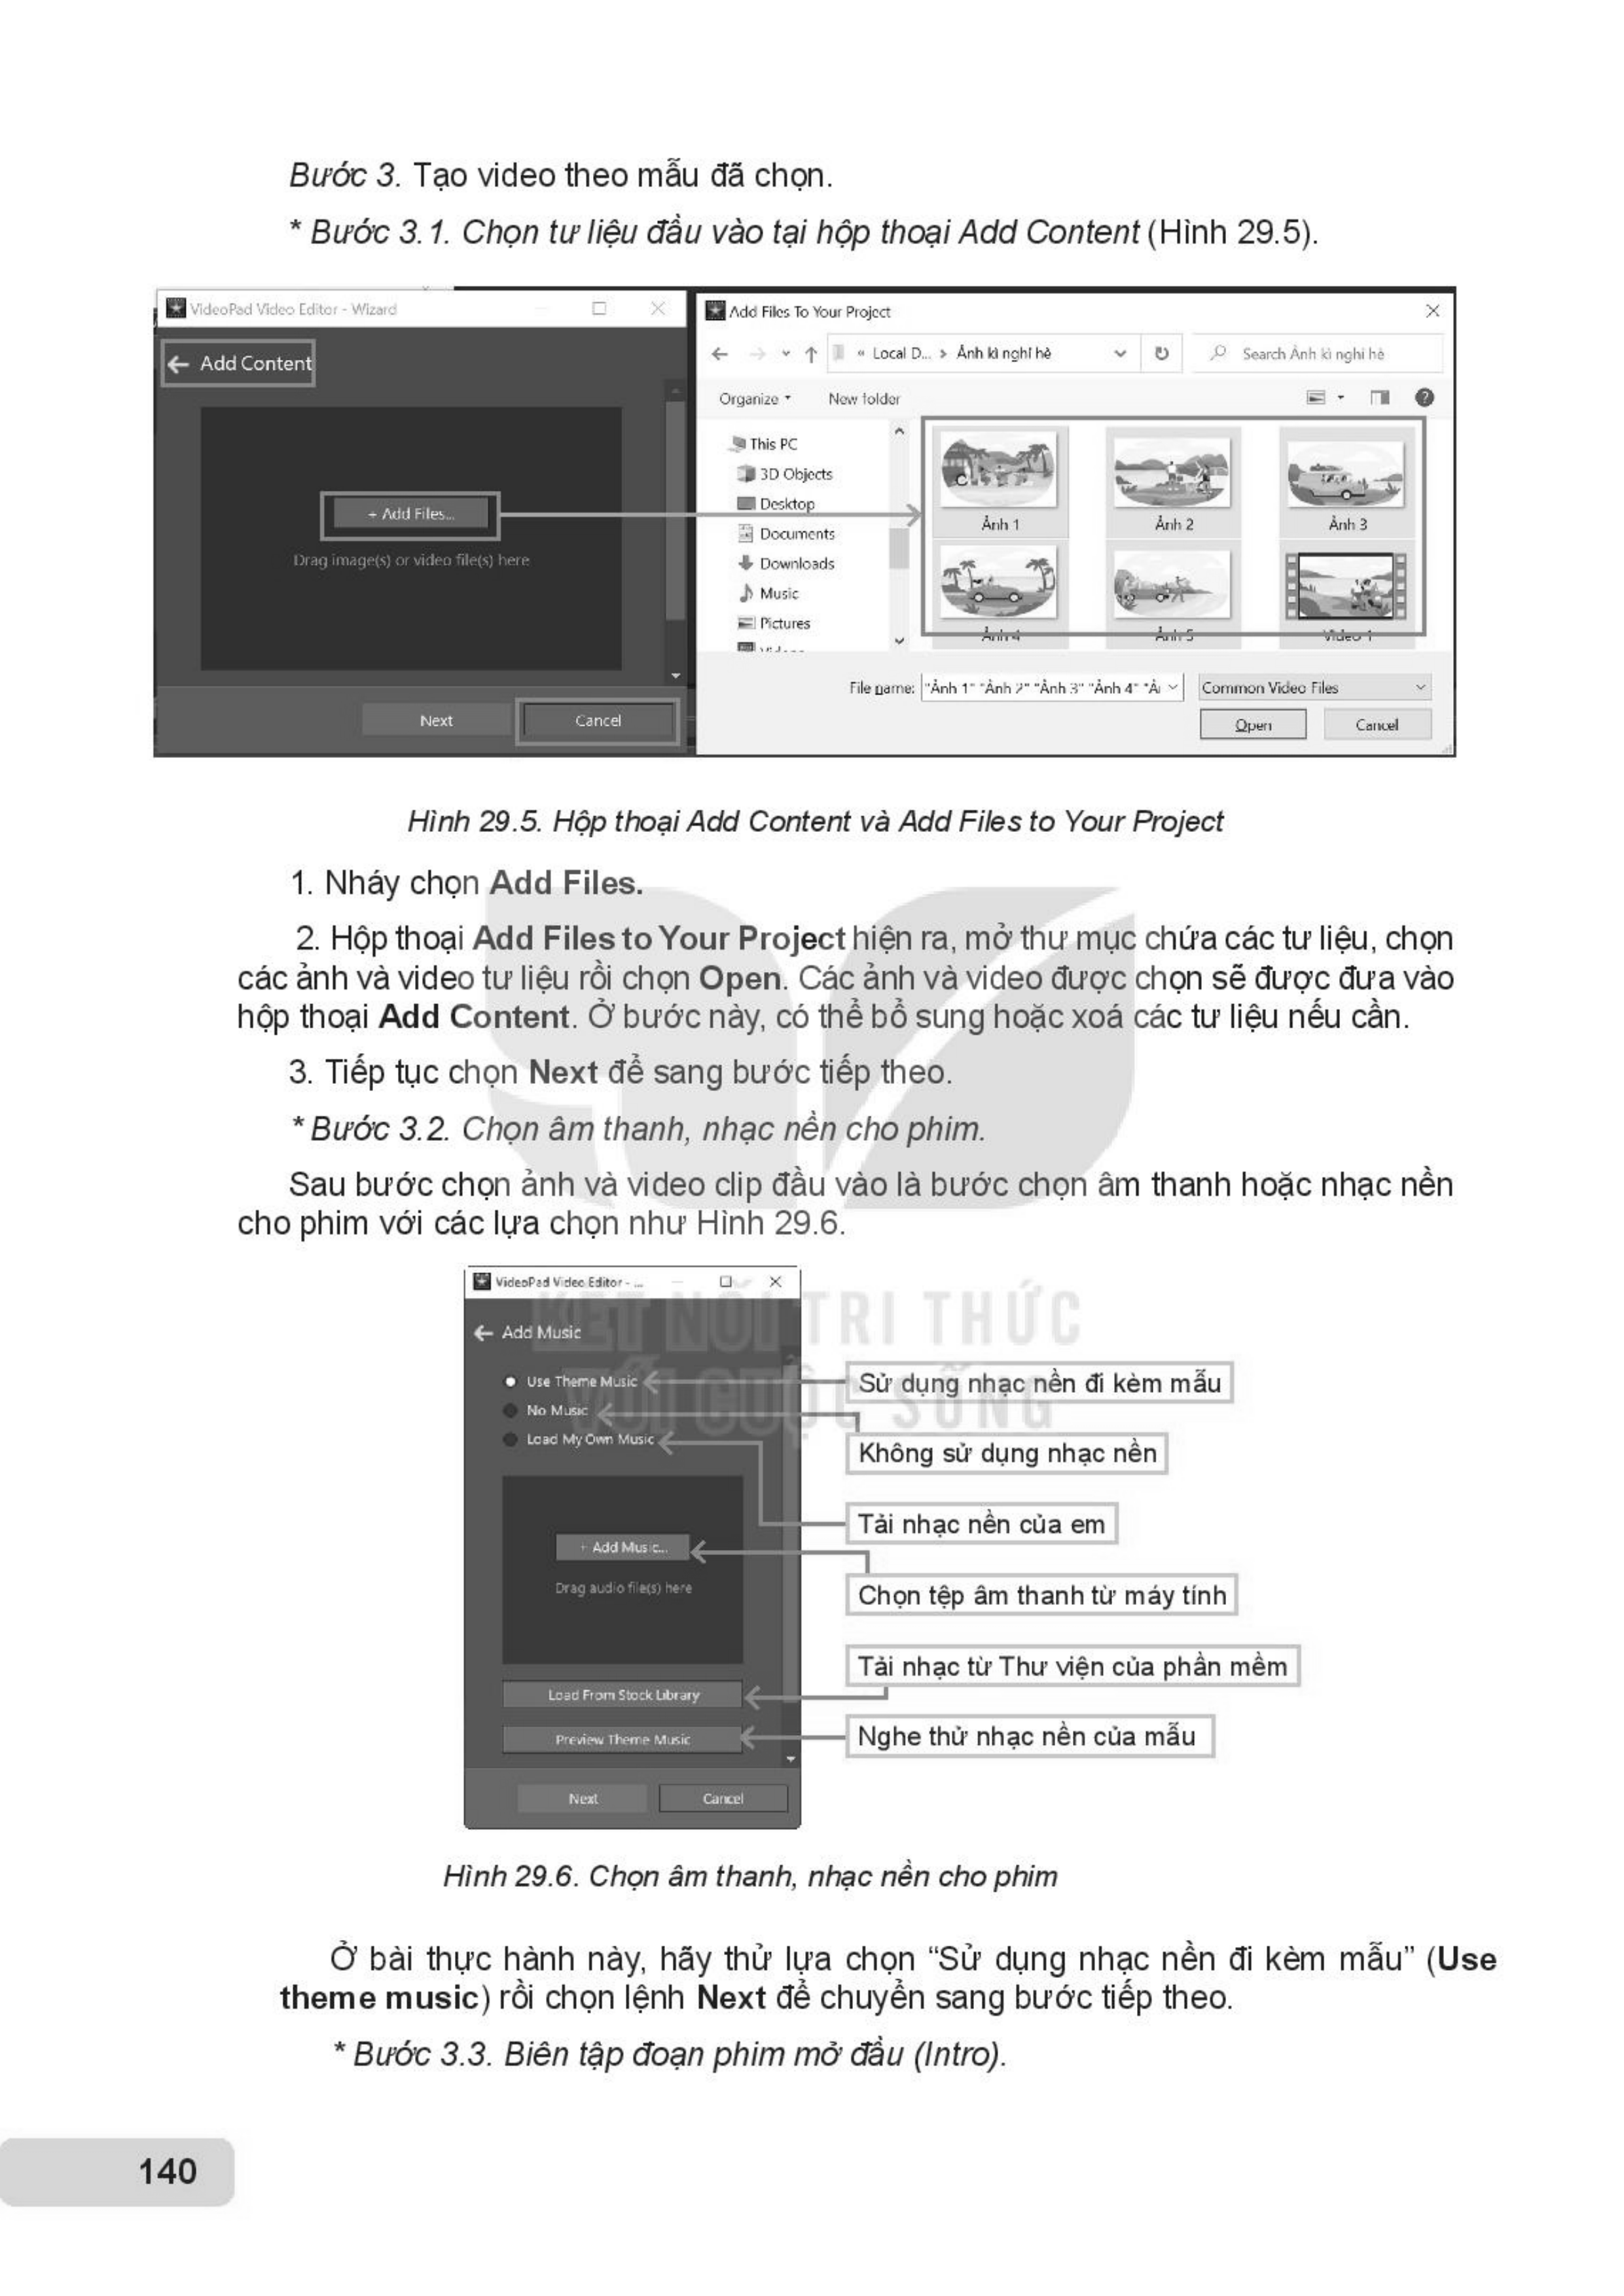 Bước 3. Tạo video theo mẫu đã chọn.
* Bước 3.1. Chọn tư liệu đầu vào tại hộp thoại Add Content (Hình 29.5).
VideoPad Video Editor - Wizard
Add Content
+ Add Files...
Drag image(s) or video file(s) here
Next
Cancel
Add Files To Your Project
« Local D... > Ảnh kì nghỉ hè
Search Ảnh kì nghỉ hè
Organize
New folder
This PC
3D Objects
Desktop
Documents
Downloads
Music
Pictures
Ảnh 1
Ảnh 2
Ảnh 3
Ảnh 4
Ảnh 5
Video 1
File name:
"Ảnh 1" "Ảnh 2" "Ảnh 3" "Ảnh 4" "Ả
Common Video Files
Open
Cancel
Hình 29.5. Hộp thoại Add Content và Add Files to Your Project
1. Nháy chọn Add Files.
2. Hộp thoại Add Files to Your Project hiện ra, mở thư mục chứa các tư liệu, chọn
các ảnh và video tư liệu rồi chọn Open. Các ảnh và video được chọn sẽ được đưa vào
hộp thoại Add Content. Ở bước này, có thể bổ sung hoặc xoá các tư liệu nếu cần.
3. Tiếp tục chọn Next để sang bước tiếp theo.
* Bước 3.2. Chọn âm thanh, nhạc nền cho phim.
Sau bước chọn ảnh và video clip đầu vào là bước chọn âm thanh hoặc nhạc nền
cho phim với các lựa chọn như Hình 29.6.
KẾT NỐI TRI THỨC
VỚI CUỘC SỐNG
VideoPad Video Editor - ...
Add Music
Use Theme Music
No Music
Load My Own Music
+ Add Music...
Drag audio file(s) here
Load From Stock Library
Preview Theme Music
Next
Cancel
Sử dụng nhạc nền đi kèm mẫu
Không sử dụng nhạc nền
Tải nhạc nền của em
Chọn tệp âm thanh từ máy tính
Tải nhạc từ Thư viện của phần mềm
Nghe thử nhạc nền của mẫu
Hình 29.6. Chọn âm thanh, nhạc nền cho phim
Ở bài thực hành này, hãy thử lựa chọn “Sử dụng nhạc nền đi kèm mẫu” (Use
theme music) rồi chọn lệnh Next để chuyển sang bước tiếp theo.
* Bước 3.3. Biên tập đoạn phim mở đầu (Intro).
140